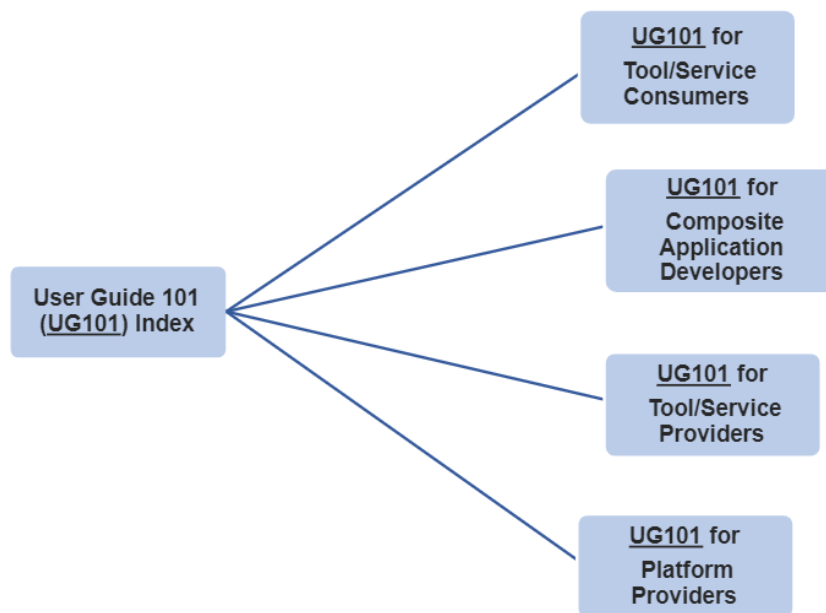 UG101 for
Tool/Service
Consumers
UG101 for
Composite
Application
Developers
User Guide 101
(UG101) Index
UG101 for
Tool/Service
Providers
UG101 for
Platform
Providers